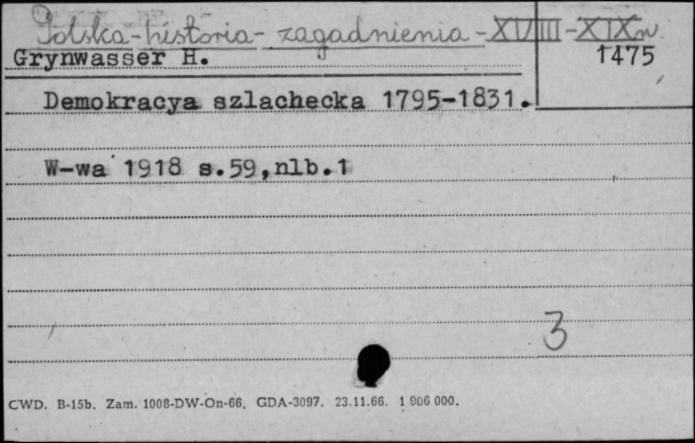 Polska-historia-zagadnienia-XVIII-XIXw
Grynwasser H.
1475
Demokracya szlachecka 1795-1831.
W-wa 1918 s.59,nlb.1
3
CWD. B-15b. Zam. 1008-DW-On-66. GDA-3097. 23.11.66. 1 906 000.